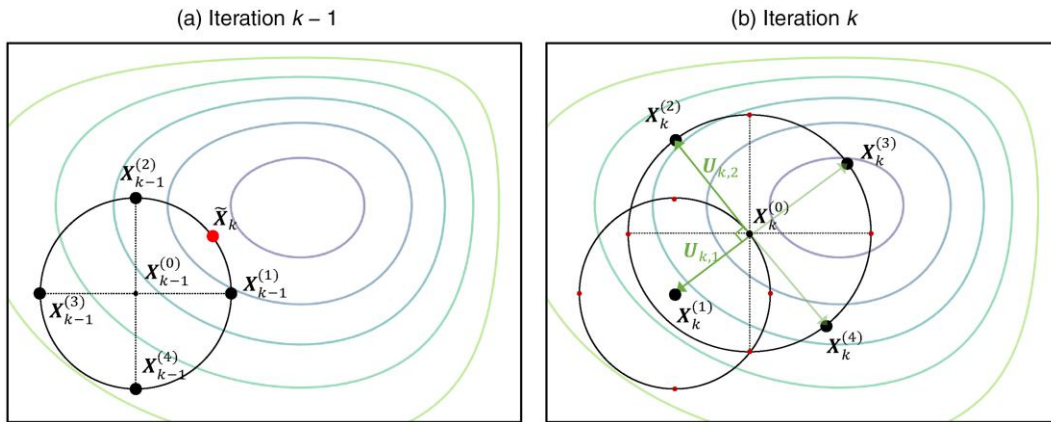 (a) Iteration k − 1
(b) Iteration k
X_{k−1}^{(2)}
X̃_k
X_{k−1}^{(0)}
X_{k−1}^{(1)}
X_{k−1}^{(3)}
X_{k−1}^{(4)}
X_k^{(2)}
X_k^{(3)}
U_{k,2}
X_k^{(0)}
U_{k,1}
X_k^{(1)}
X_k^{(4)}